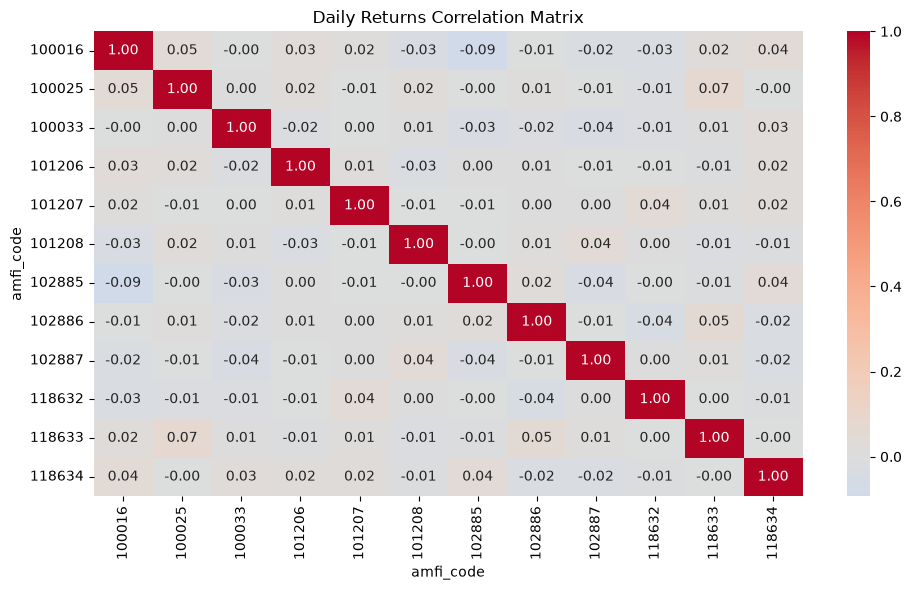 Daily Returns Correlation Matrix
amfi_code
100016 1.00 0.05 -0.00 0.03 0.02 -0.03 -0.09 -0.01 -0.02 -0.03 0.02 0.04
100025 0.05 1.00 0.00 0.02 -0.01 0.02 -0.00 0.01 -0.01 -0.01 0.07 -0.00
100033 -0.00 0.00 1.00 -0.02 0.00 0.01 -0.03 -0.02 -0.04 -0.01 0.01 0.03
101206 0.03 0.02 -0.02 1.00 0.01 -0.03 0.00 0.01 -0.01 -0.01 -0.01 0.02
101207 0.02 -0.01 0.00 0.01 1.00 -0.01 -0.01 0.00 0.00 0.04 0.01 0.02
101208 -0.03 0.02 0.01 -0.03 -0.01 1.00 -0.00 0.01 0.04 0.00 -0.01 -0.01
102885 -0.09 -0.00 -0.03 0.00 -0.01 -0.00 1.00 0.02 -0.04 -0.00 -0.01 0.04
102886 -0.01 0.01 -0.02 0.01 0.00 0.01 0.02 1.00 -0.01 -0.04 0.05 -0.02
102887 -0.02 -0.01 -0.04 -0.01 0.00 0.04 -0.04 -0.01 1.00 0.00 0.01 -0.02
118632 -0.03 -0.01 -0.01 -0.01 0.04 0.00 -0.00 -0.04 0.00 1.00 0.00 -0.01
118633 0.02 0.07 0.01 -0.01 0.01 -0.01 -0.01 0.05 0.01 0.00 1.00 -0.00
118634 0.04 -0.00 0.03 0.02 0.02 -0.01 0.04 -0.02 -0.02 -0.01 -0.00 1.00
100016 100025 100033 101206 101207 101208 102885 102886 102887 118632 118633 118634
amfi_code
1.0
0.8
0.6
0.4
0.2
0.0